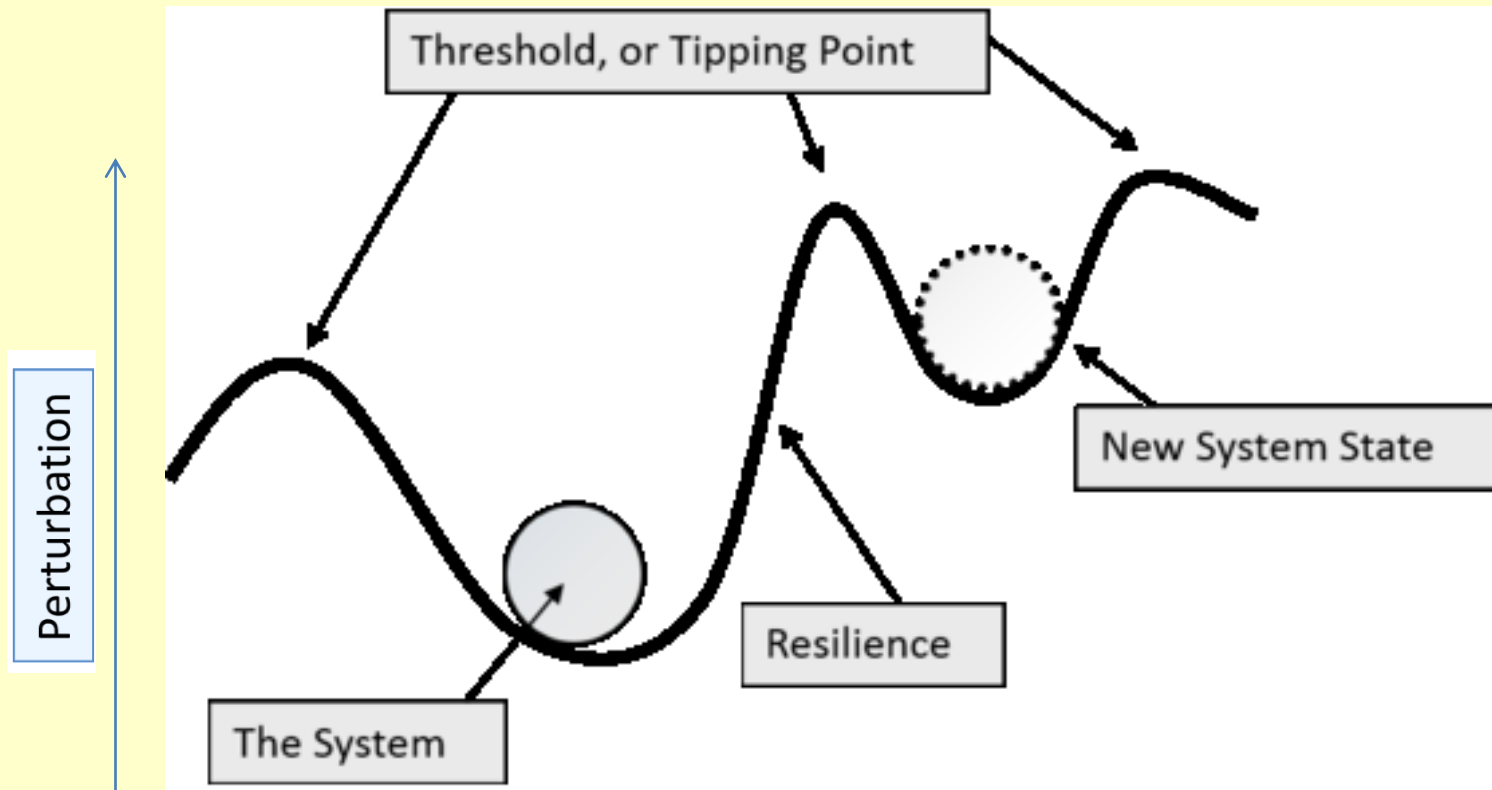 Threshold, or Tipping Point
Perturbation
New System State
Resilience
The System